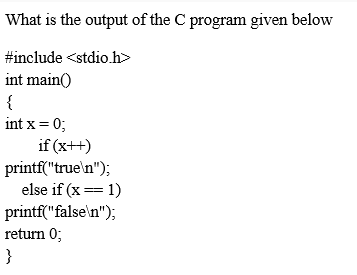 What is the output of the C program given below
#include <stdio.h>
int main()
{
int x = 0;
if (x++)
printf("true\n");
else if (x == 1)
printf("false\n");
return 0;
}